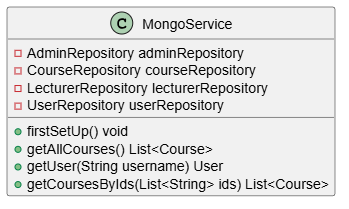 C MongoService
AdminRepository adminRepository
CourseRepository courseRepository
LecturerRepository lecturerRepository
UserRepository userRepository
firstSetUp() void
getAllCourses() List<Course>
getUser(String username) User
getCoursesByIds(List<String> ids) List<Course>